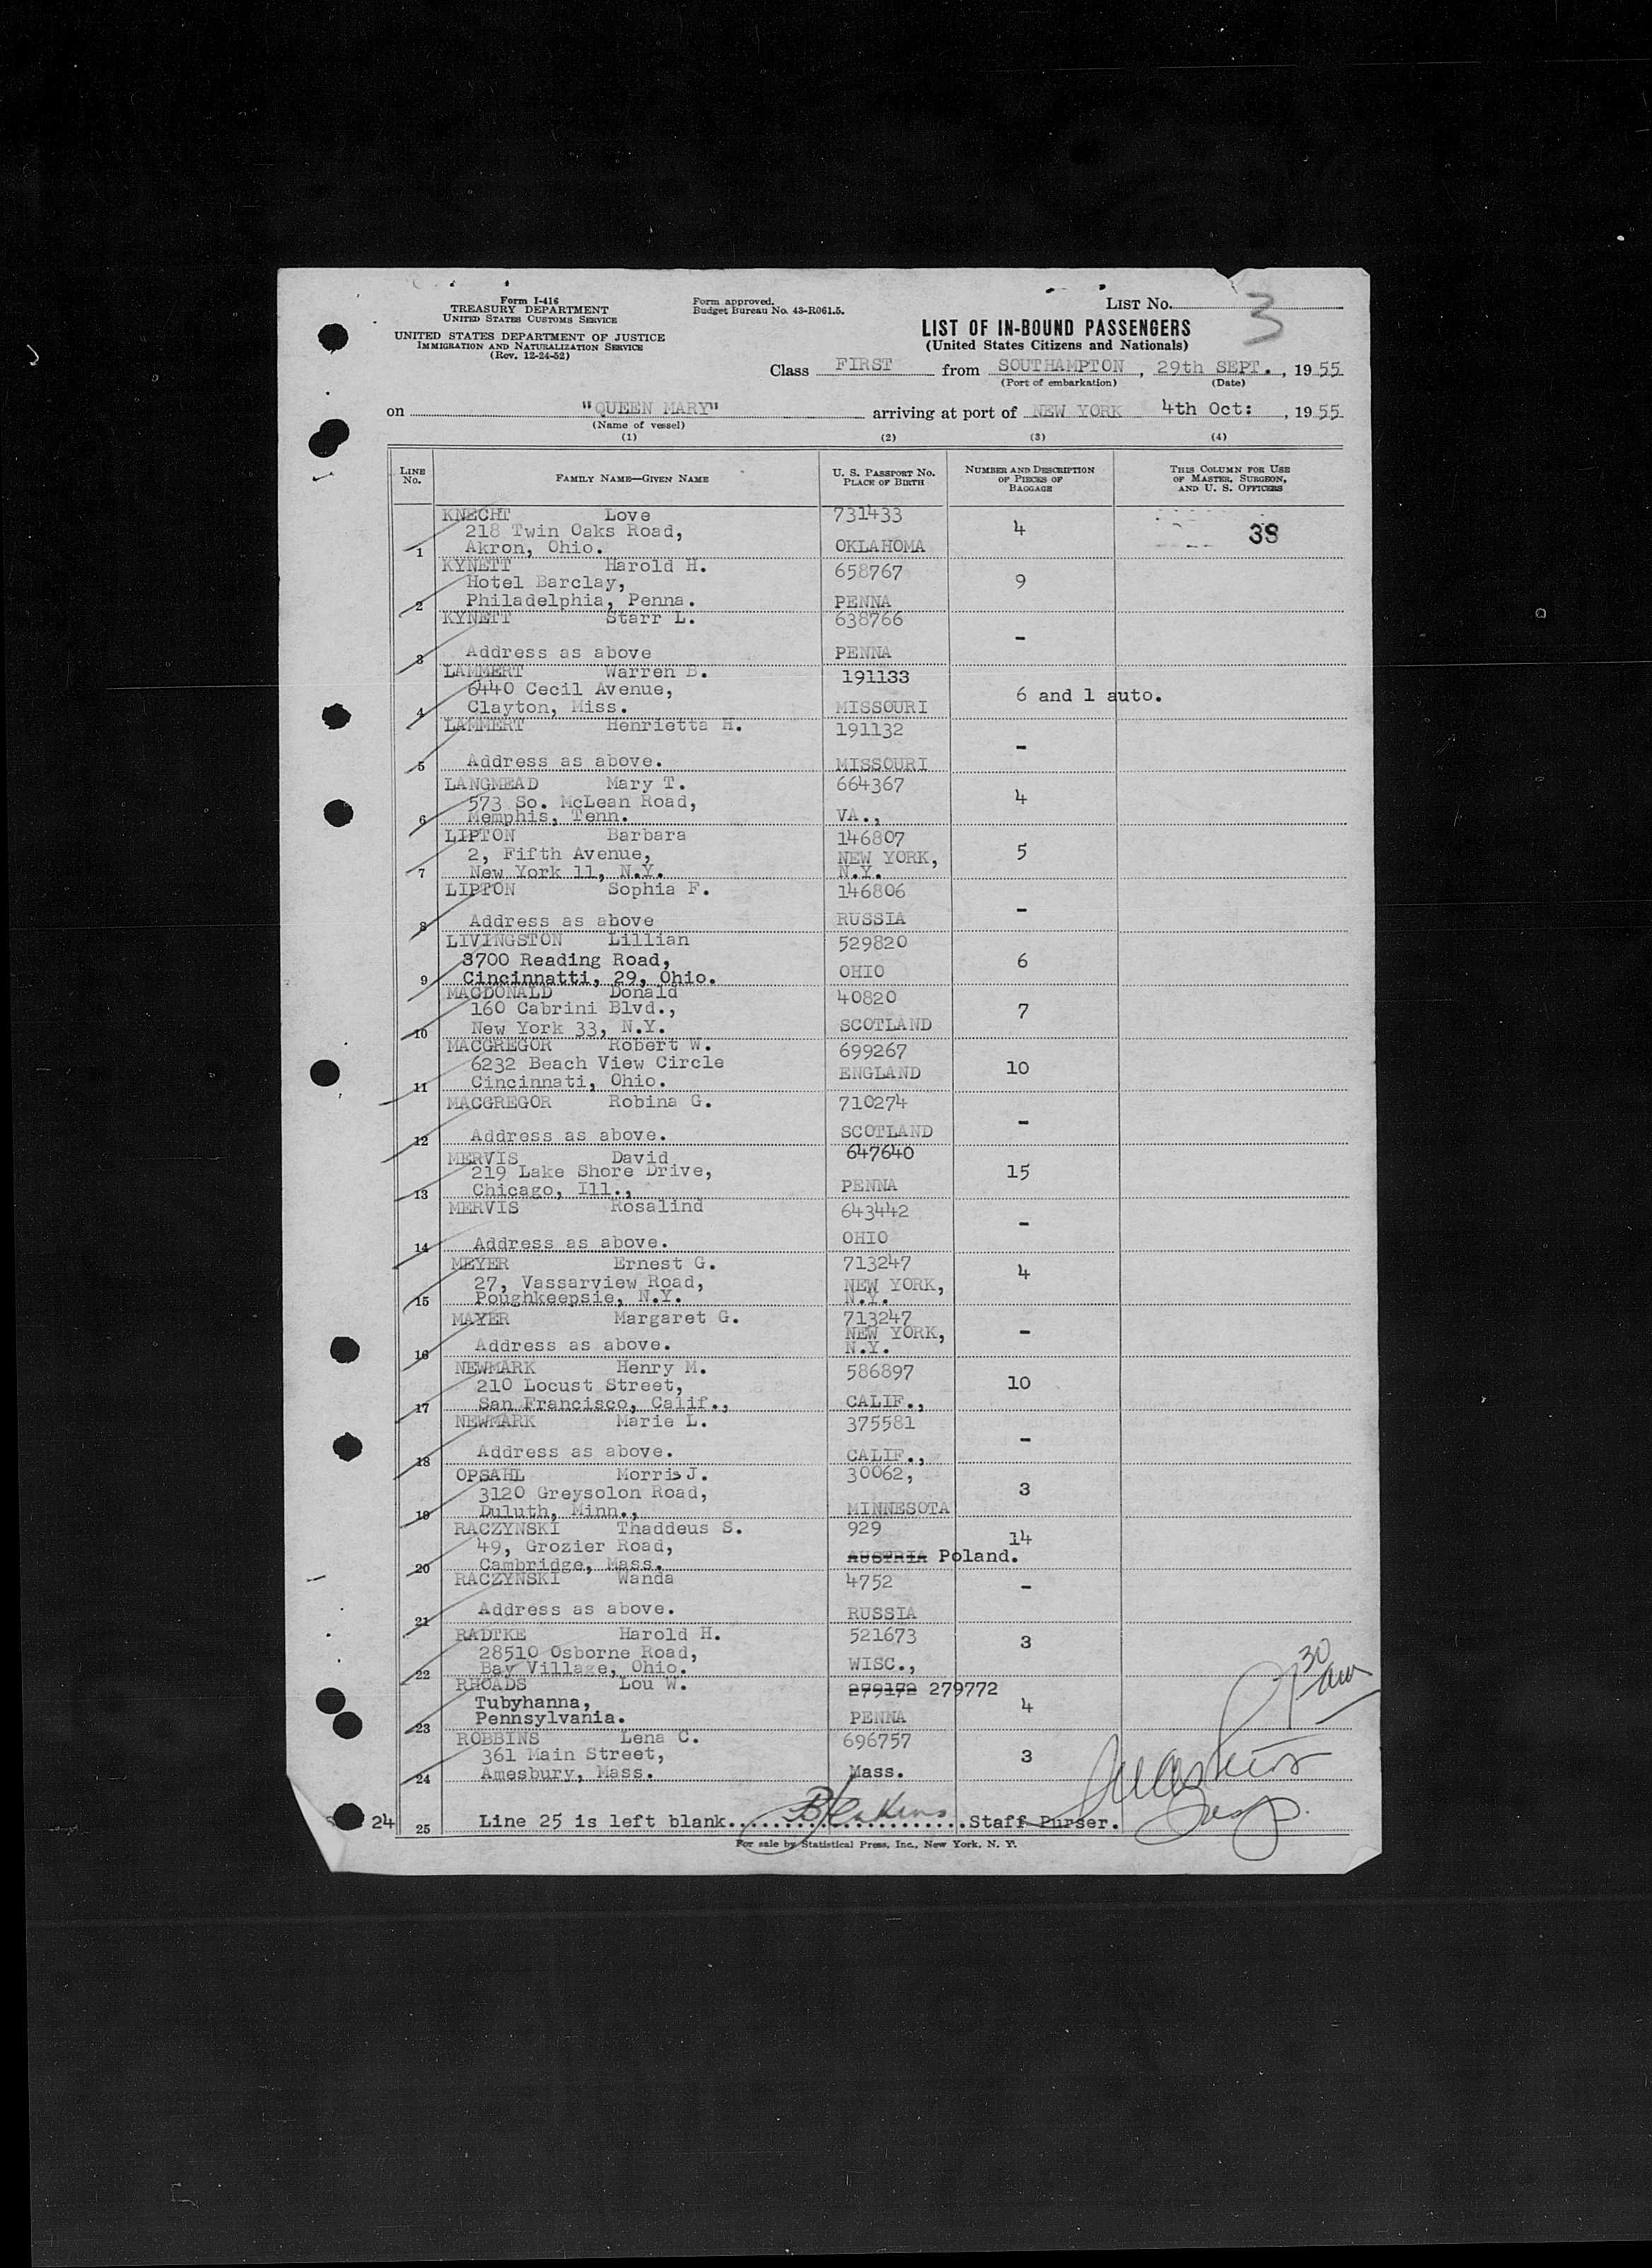 Form I-416
TREASURY DEPARTMENT
UNITED STATES CUSTOMS SERVICE
UNITED STATES DEPARTMENT OF JUSTICE
IMMIGRATION AND NATURALIZATION SERVICE
(Rev. 12-24-52)
Form approved.
Budget Bureau No. 43-R061.5.
LIST NO. 3
LIST OF IN-BOUND PASSENGERS
(United States Citizens and Nationals)
Class FIRST from SOUTHAMPTON, 29th SEPT., 1955
(Port of embarkation) (Date)
on "QUEEN MARY" arriving at port of NEW YORK 4th Oct: , 1955
(Name of vessel)
(1) (2) (3) (4)
LINE No. FAMILY NAME—GIVEN NAME U. S. PASSPORT NO. PLACE OF BIRTH NUMBER AND DESCRIPTION OF PIECES OF BAGGAGE THIS COLUMN FOR USE OF MASTER, SURGEON, AND U. S. OFFICERS
KNECHT Love 731433
218 Twin Oaks Road, 4 38
1 Akron, Ohio. OKLAHOMA
KYNETT Harold H. 658767
Hotel Barclay, 9
2 Philadelphia, Penna. PENNA
KYNETT Starr L. 638766
-
3 Address as above PENNA
LAMMERT Warren B. 191133
6440 Cecil Avenue, 6 and 1 auto.
4 Clayton, Miss. MISSOURI
LAMMERT Henrietta H. 191132
-
5 Address as above. MISSOURI
LANGMEAD Mary T. 664367
573 So. McLean Road, 4
6 Memphis, Tenn. VA.,
LIPTON Barbara 146807
2, Fifth Avenue, NEW YORK, 5
7 New York 11, N.Y. N.Y.
LIPTON Sophia F. 146806
-
8 Address as above RUSSIA
LIVINGSTON Lillian 529820
3700 Reading Road, 6
9 Cincinnatti, 29, Ohio. OHIO
MACDONALD Donald 40820
160 Cabrini Blvd., 7
10 New York 33, N.Y. SCOTLAND
MACGREGOR Robert W. 699267
6232 Beach View Circle ENGLAND 10
11 Cincinnati, Ohio.
MACGREGOR Robina G. 710274
-
12 Address as above. SCOTLAND
MERVIS David 647640
219 Lake Shore Drive, 15
13 Chicago, Ill., PENNA
MERVIS Rosalind 643442
-
14 Address as above. OHIO
MEYER Ernest G. 713247
27, Vassarview Road, NEW YORK, 4
15 Poughkeepsie, N.Y. N.Y.
MAYER Margaret G. 713247
NEW YORK, -
16 Address as above. N.Y.
NEWMARK Henry M. 586897
210 Locust Street, 10
17 San Francisco, Calif., CALIF.,
NEWMARK Marie L. 375581
-
18 Address as above. CALIF.,
OPSAHL Morris J. 30062,
3120 Greysolon Road, 3
19 Duluth, Minn., MINNESOTA
RACZYNSKI Thaddeus S. 929
49, Grozier Road, 14
20 Cambridge, Mass. AUSTRIA Poland.
RACZYNSKI Wanda 4752
-
21 Address as above. RUSSIA
RADTKE Harold H. 521673
28510 Osborne Road, 3
22 Bay Village, Ohio. WISC.,
RHOADS Lou W. 279172 279772
Tubyhanna, 4
23 Pennsylvania. PENNA
ROBBINS Lena C. 696757
361 Main Street, 3
24 Amesbury, Mass. Mass.
24 25 Line 25 is left blank. Staff Purser.
For sale by Statistical Press, Inc., New York, N. Y.